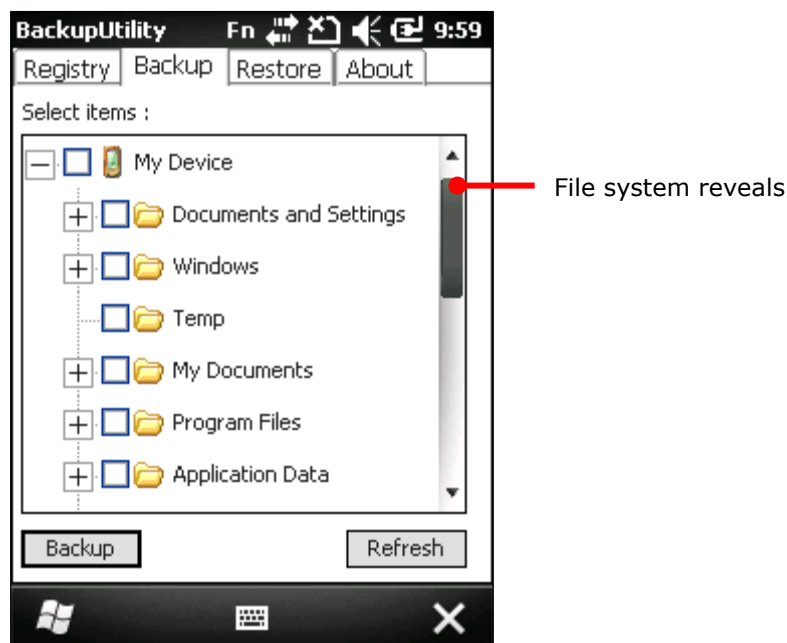 BackupUtility Fn 9:59
Registry Backup Restore About
Select items :
My Device
File system reveals
Documents and Settings
Windows
Temp
My Documents
Program Files
Application Data
Backup Refresh